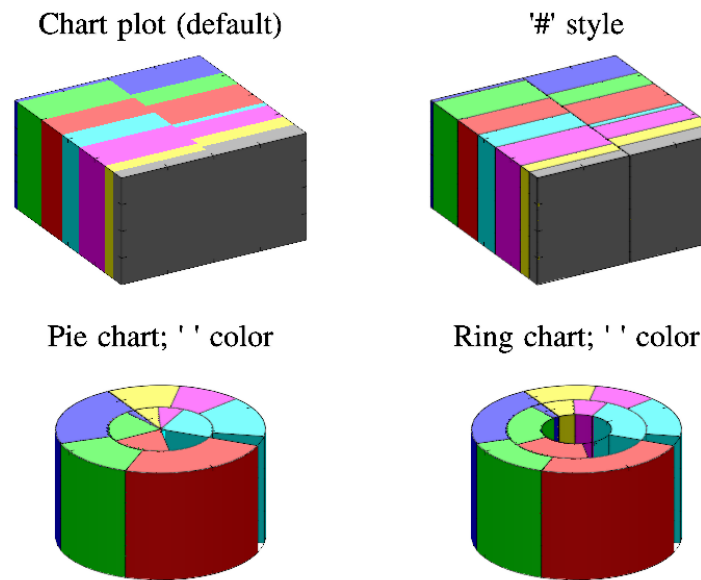 Chart plot (default)
'#' style
Pie chart; ' ' color
Ring chart; ' ' color